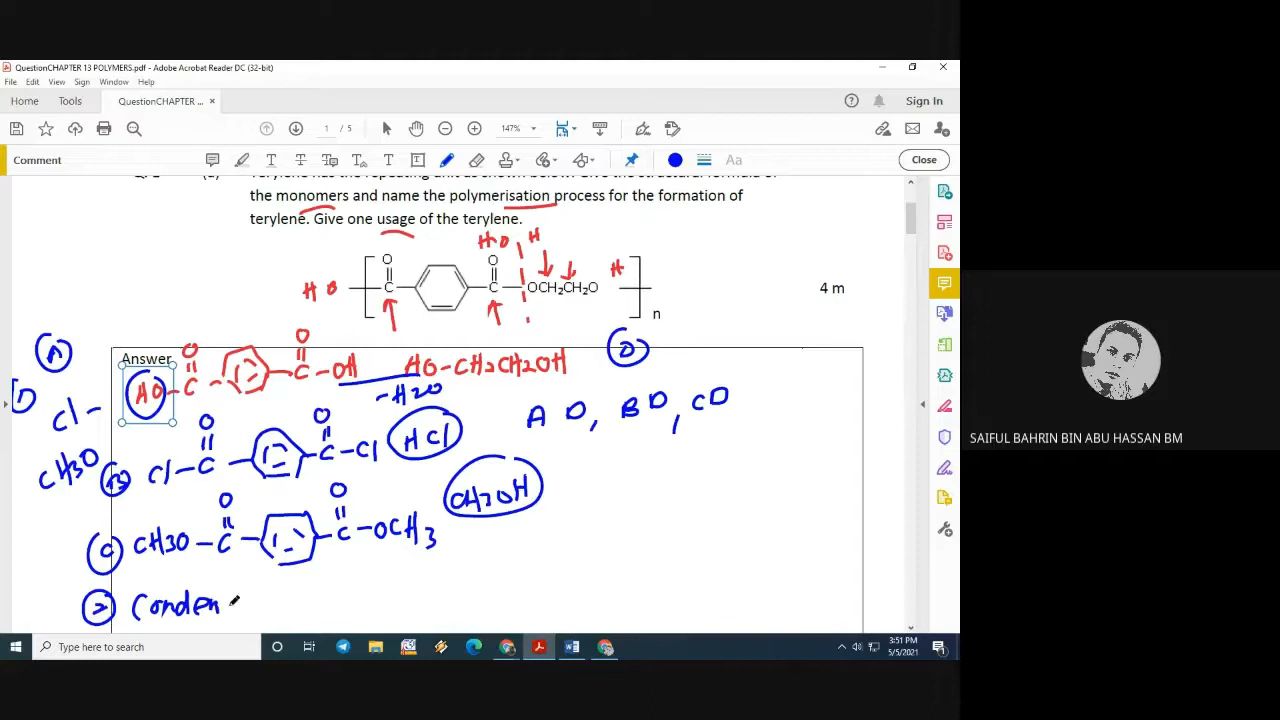 QuestionCHAPTER 13 POLYMERS.pdf - Adobe Acrobat Reader DC (32-bit)
File Edit View Sign Window Help
Home Tools QuestionCHAPTER ... × Sign In
1 / 5 147%
Comment Aa Close
the monomers and name the polymerisation process for the formation of
terylene. Give one usage of the terylene.
HO H
O O H
HO C C OCH₂CH₂O
n
4 m
A D
Answer
O O
HO - C - C - OH HO - CH2CH2OH
-H2O
1) Cl -
A D, B D, C D
O O
CH3O B Cl - C - C - Cl HCl
O O CH3OH
C CH3O - C - C - OCH3
2 Conden
SAIFUL BAHRIN BIN ABU HASSAN BM
Type here to search
3:51 PM
5/5/2021